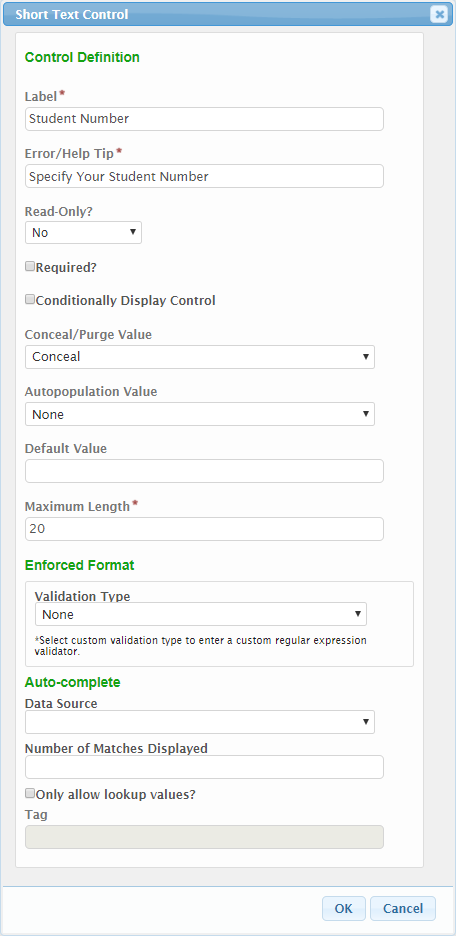 Short Text Control
Control Definition
Label*
Student Number
Error/Help Tip*
Specify Your Student Number
Read-Only?
No
Required?
Conditionally Display Control
Conceal/Purge Value
Conceal
Autopopulation Value
None
Default Value
Maximum Length*
20
Enforced Format
Validation Type
None
*Select custom validation type to enter a custom regular expression
validator.
Auto-complete
Data Source
Number of Matches Displayed
Only allow lookup values?
Tag
OK Cancel